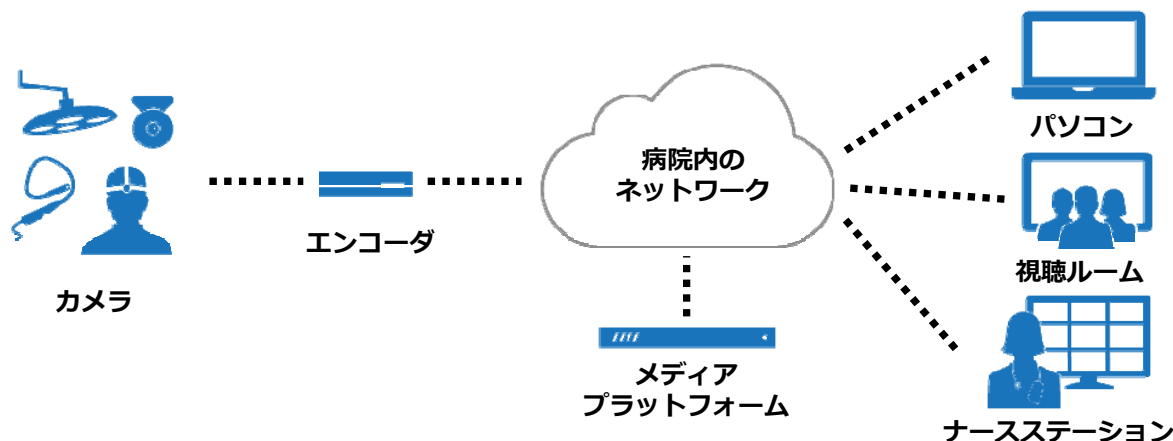 カメラ
エンコーダ
病院内の
ネットワーク
メディア
プラットフォーム
パソコン
視聴ルーム
ナースステーション